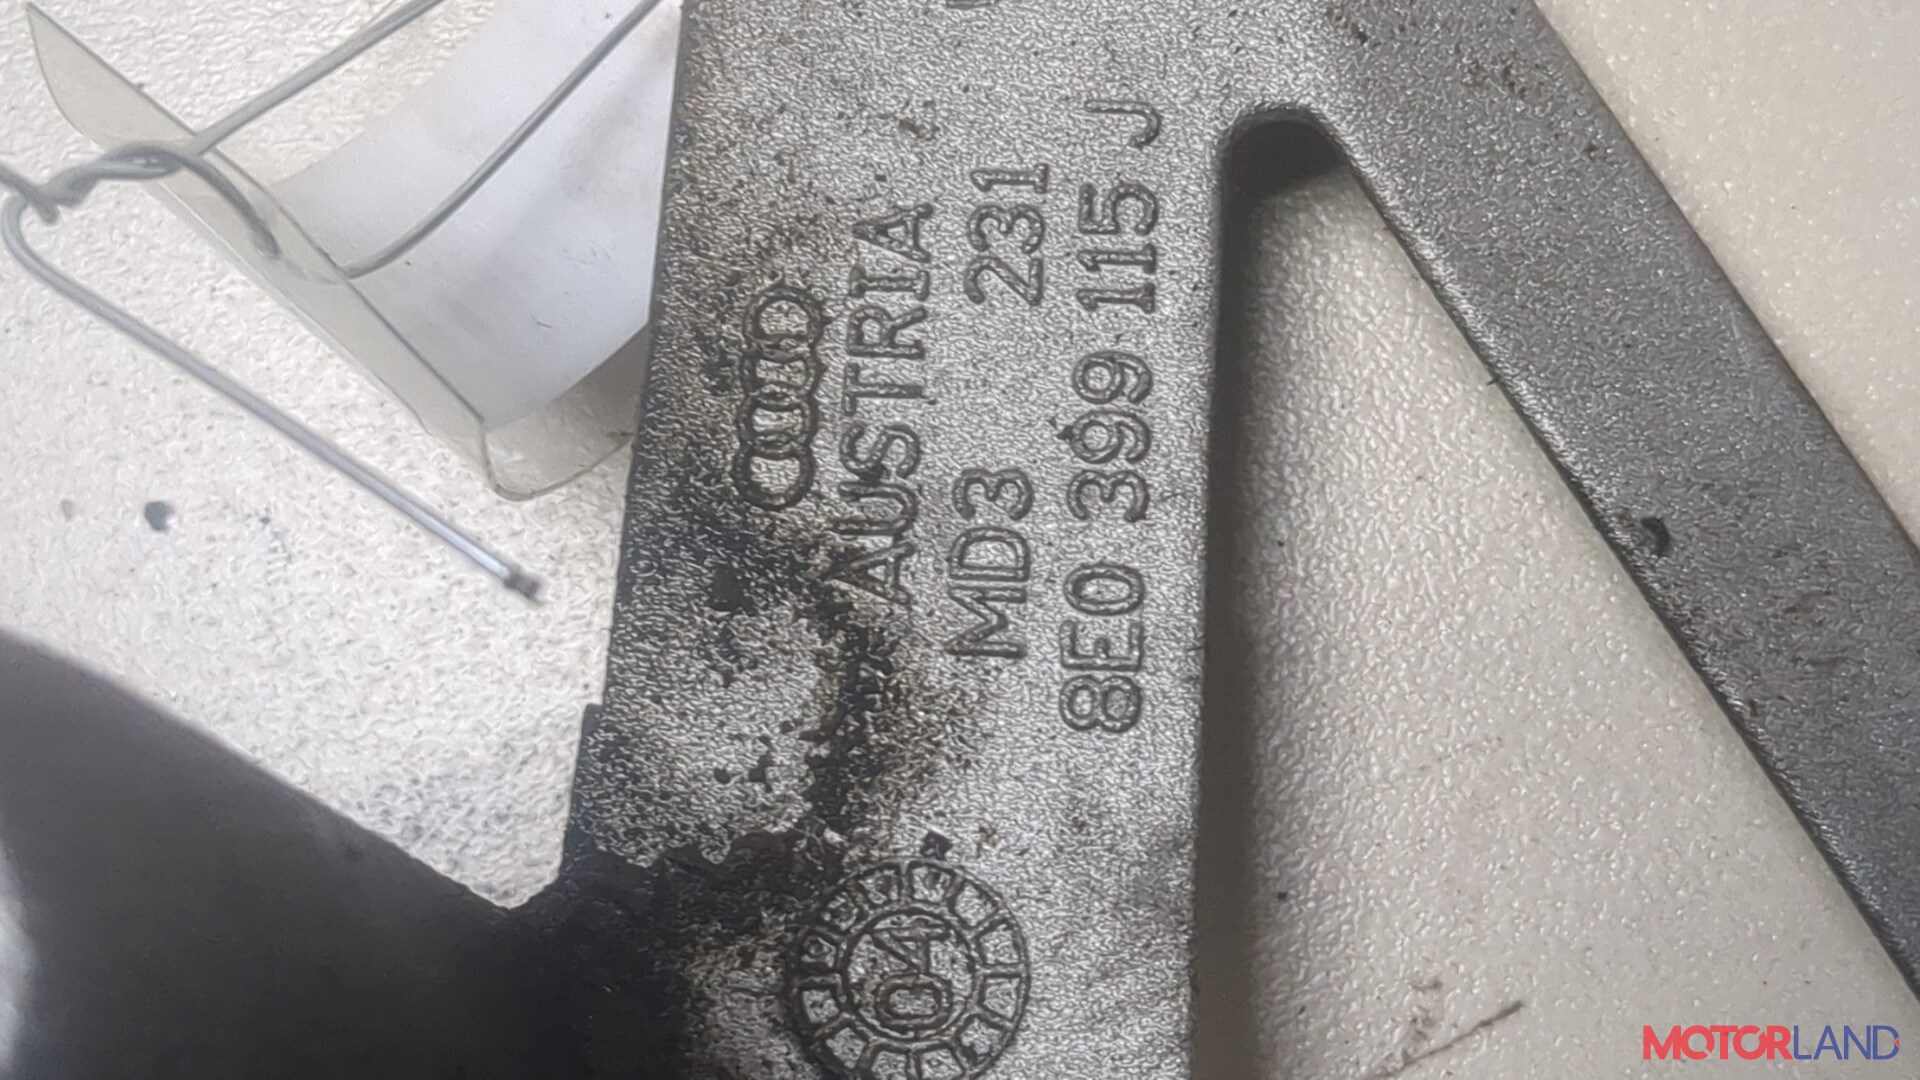 AUSTRIA
MD3 231
8E0 399 115 J
04
MOTORLAND